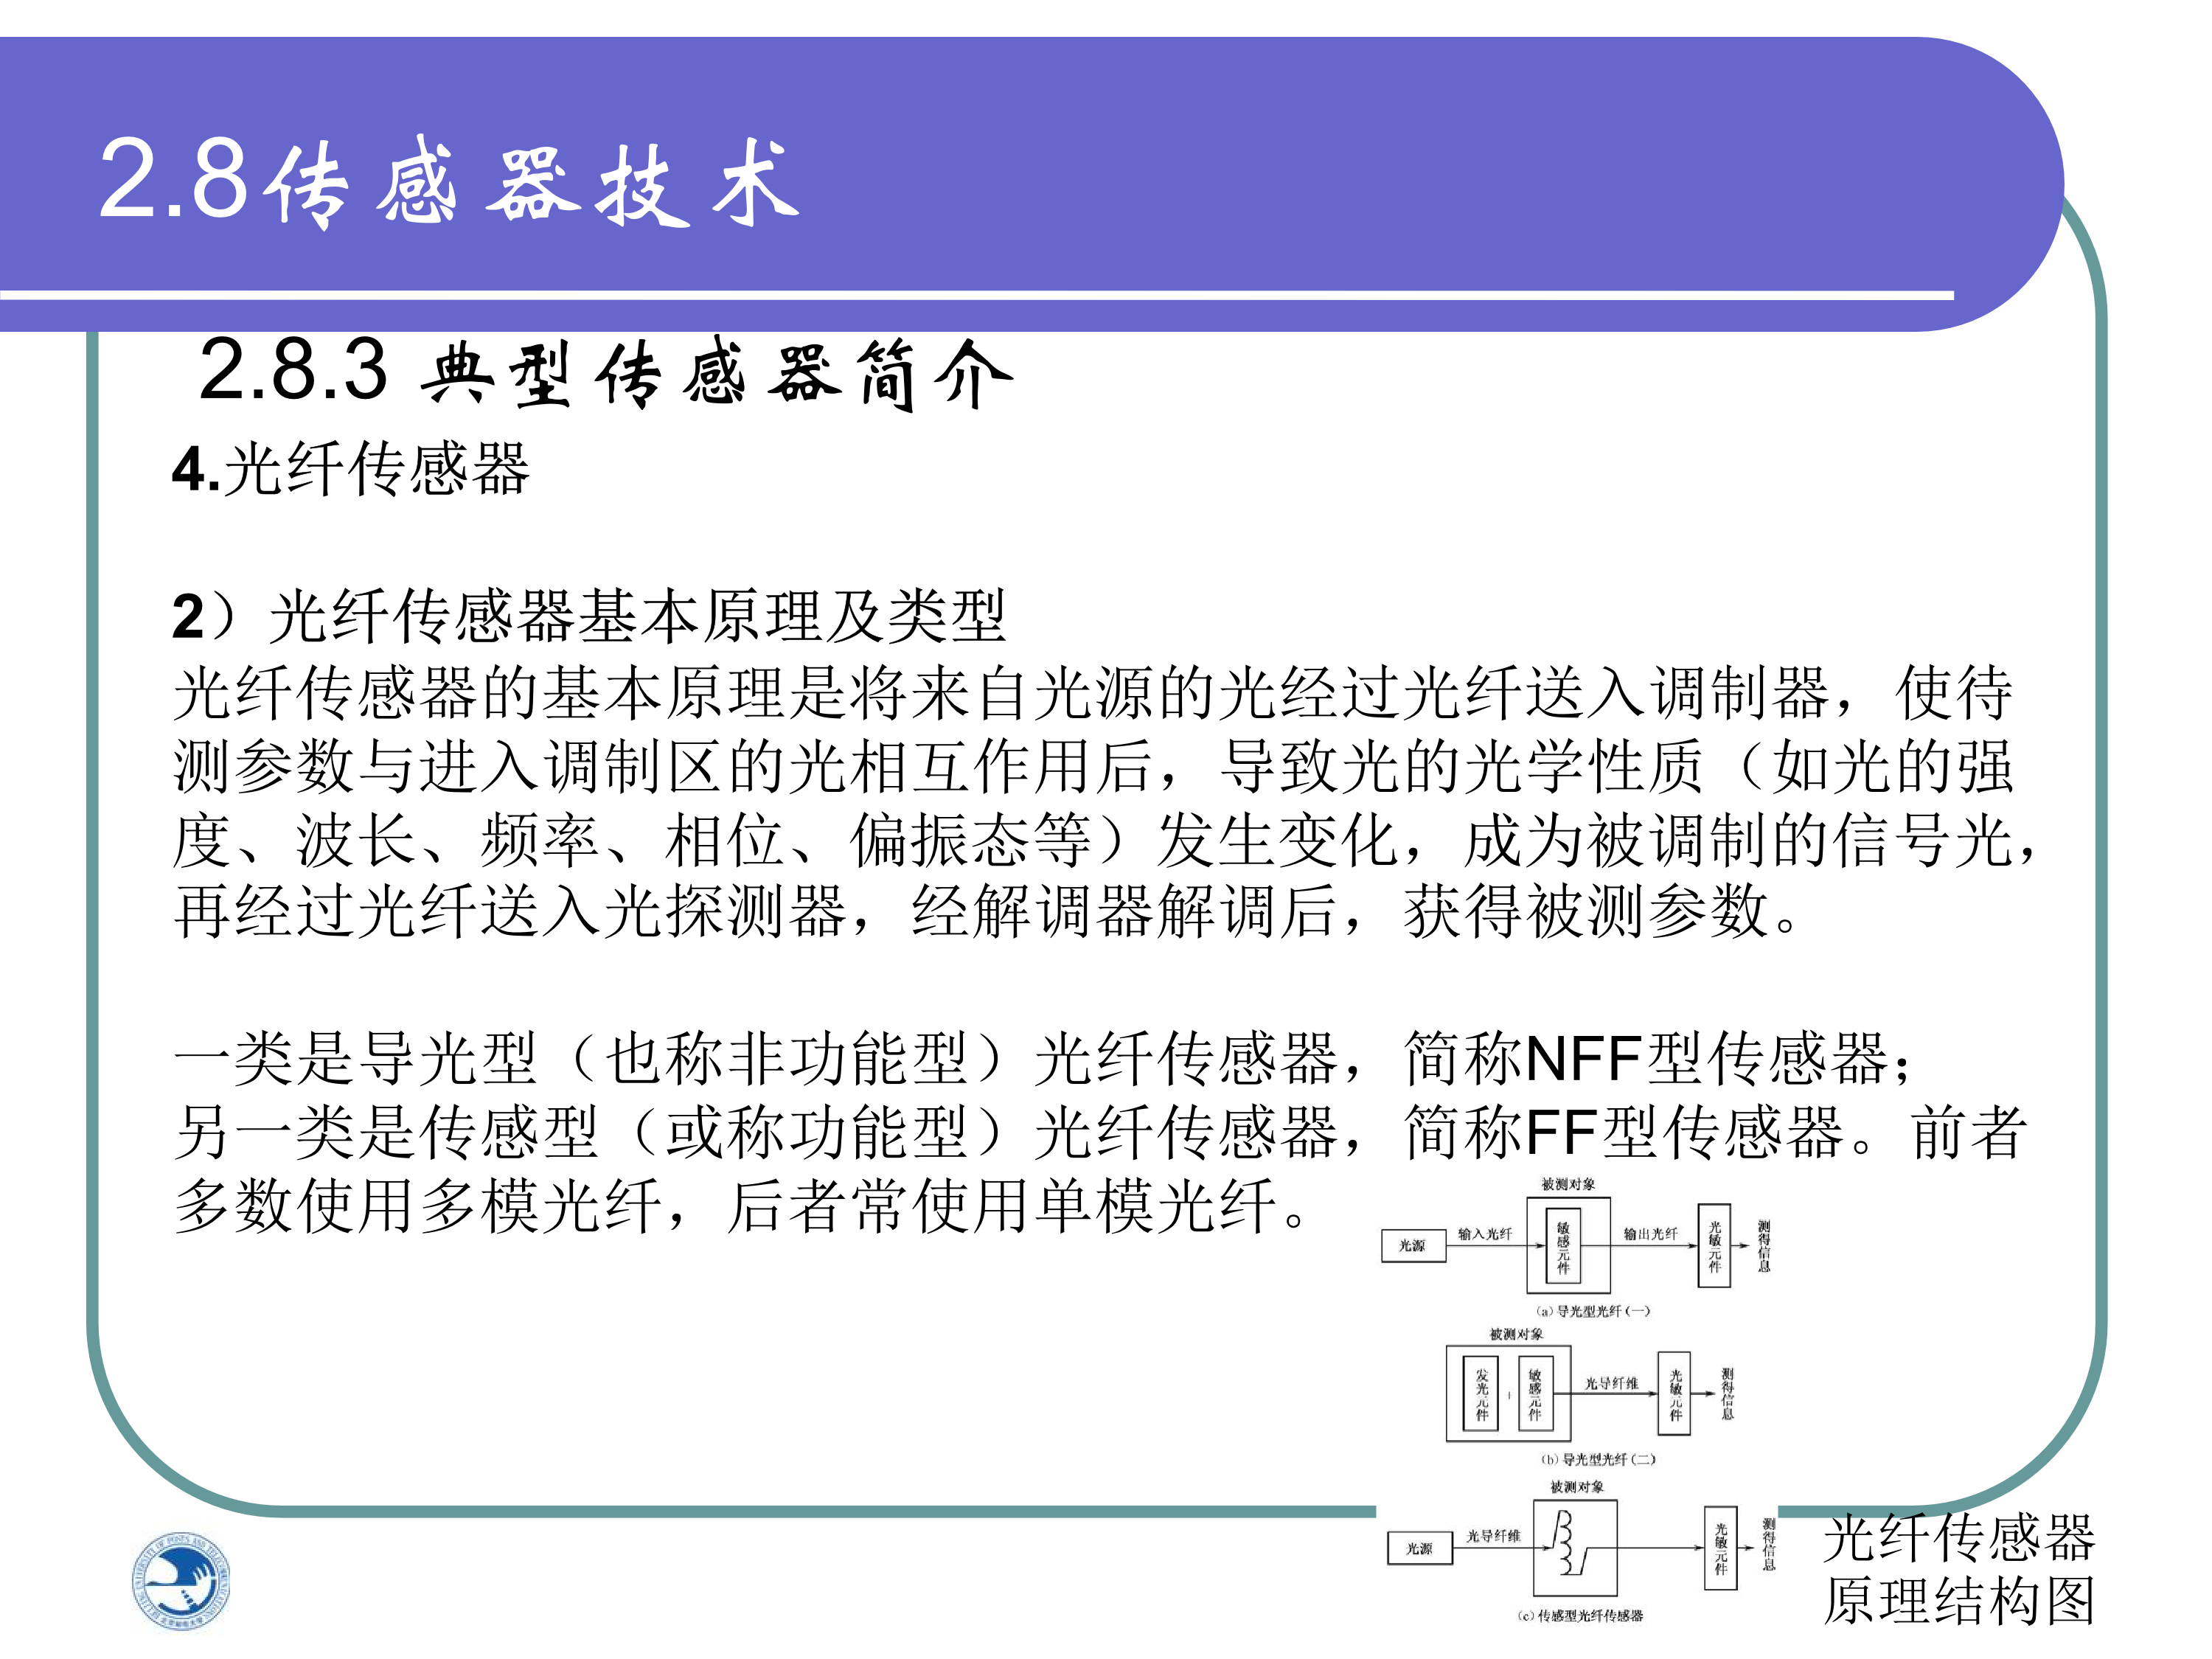 2.8传感器技术
2.8.3 典型传感器简介
4.光纤传感器
2）光纤传感器基本原理及类型
光纤传感器的基本原理是将来自光源的光经过光纤送入调制器，使待
测参数与进入调制区的光相互作用后，导致光的光学性质（如光的强
度、波长、频率、相位、偏振态等）发生变化，成为被调制的信号光，
再经过光纤送入光探测器，经解调器解调后，获得被测参数。
一类是导光型（也称非功能型）光纤传感器，简称NFF型传感器；
另一类是传感型（或称功能型）光纤传感器，简称FF型传感器。前者
多数使用多模光纤，后者常使用单模光纤。
被测对象
光源
输入光纤
敏感元件
输出光纤
光敏元件
测得信息
（a）导光型光纤（一）
被测对象
发光元件
敏感元件
光导纤维
光敏元件
测得信息
（b）导光型光纤（二）
被测对象
光源
光导纤维
光敏元件
测得信息
（c）传感型光纤传感器
光纤传感器
原理结构图